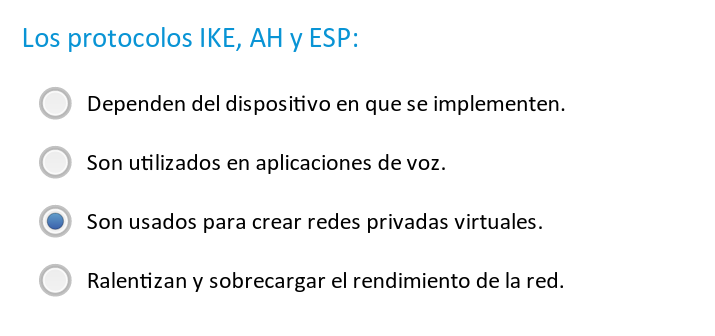 Los protocolos IKE, AH y ESP:
Dependen del dispositivo en que se implementen.
Son utilizados en aplicaciones de voz.
Son usados para crear redes privadas virtuales.
Ralentizan y sobrecargar el rendimiento de la red.